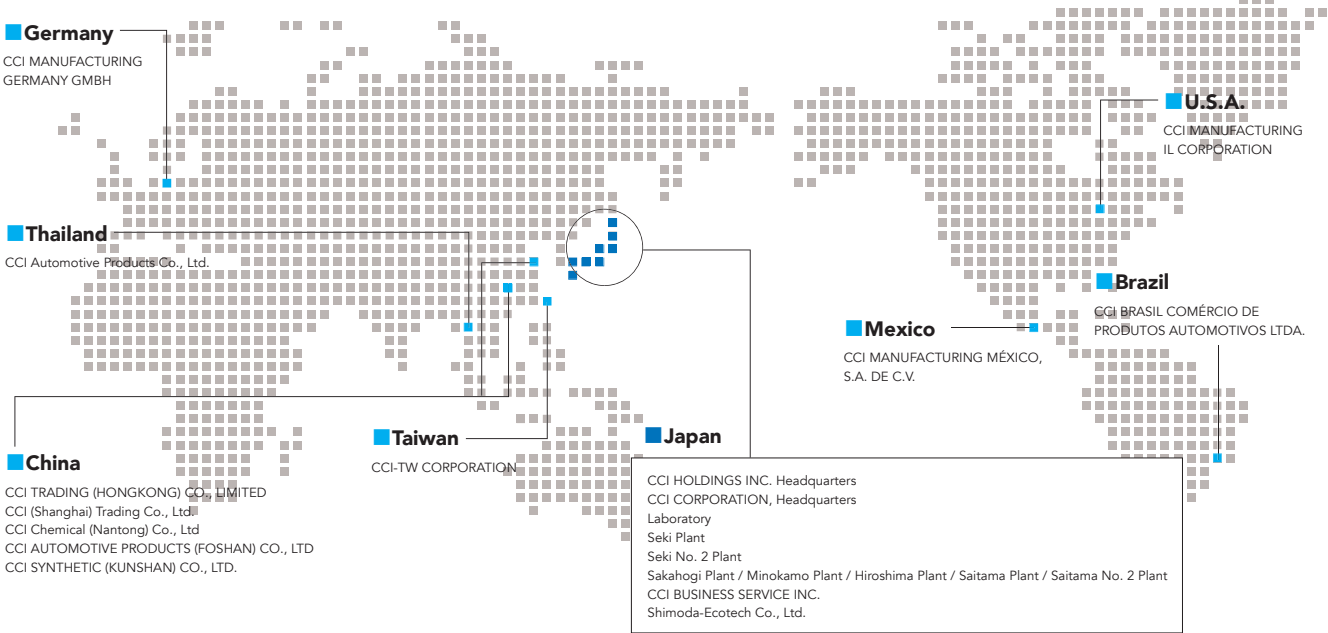 Germany
CCI MANUFACTURING
GERMANY GMBH
U.S.A.
CCI MANUFACTURING
IL CORPORATION
Thailand
CCI Automotive Products Co., Ltd.
Brazil
CCI BRASIL COMÉRCIO DE
PRODUTOS AUTOMOTIVOS LTDA.
Mexico
CCI MANUFACTURING MÉXICO,
S.A. DE C.V.
China
CCI TRADING (HONGKONG) CO., LIMITED
CCI (Shanghai) Trading Co., Ltd.
CCI Chemical (Nantong) Co., Ltd
CCI AUTOMOTIVE PRODUCTS (FOSHAN) CO., LTD
CCI SYNTHETIC (KUNSHAN) CO., LTD.
Taiwan
CCI-TW CORPORATION
Japan
CCI HOLDINGS INC. Headquarters
CCI CORPORATION, Headquarters
Laboratory
Seki Plant
Seki No. 2 Plant
Sakahogi Plant / Minokamo Plant / Hiroshima Plant / Saitama Plant / Saitama No. 2 Plant
CCI BUSINESS SERVICE INC.
Shimoda-Ecotech Co., Ltd.